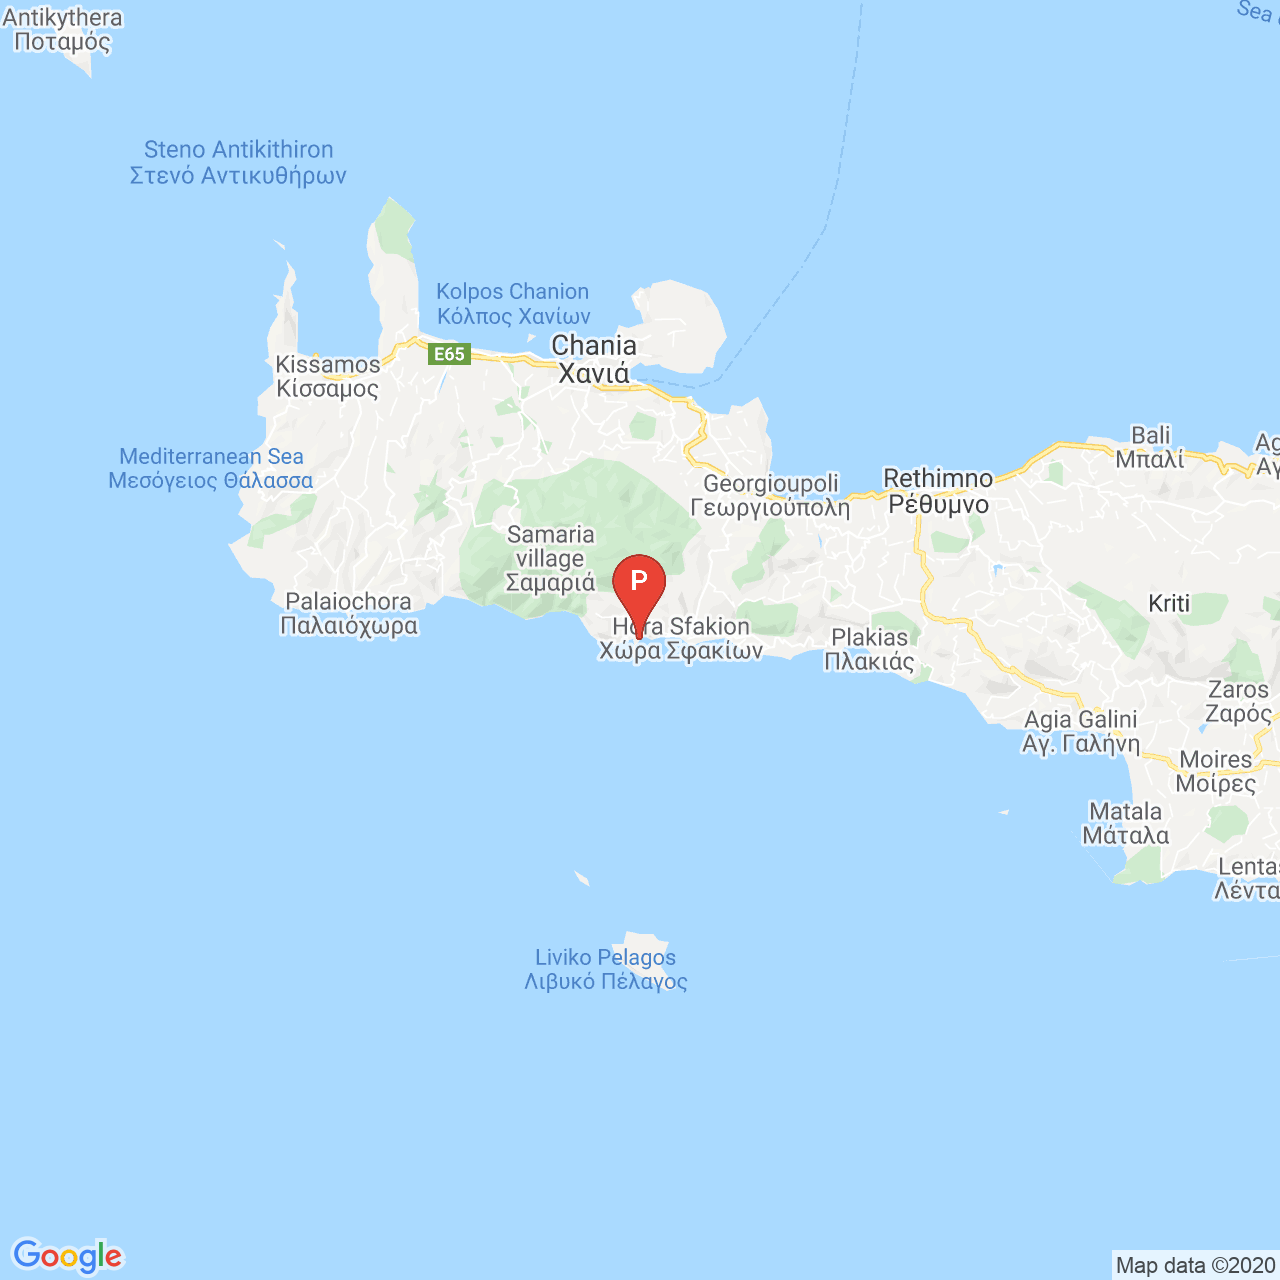 Antikythera
Ποταμός
Sea
Steno Antikithiron
Στενό Αντικυθήρων
Kolpos Chanion
Κόλπος Χανίων
Chania
Χανιά
E65
Kissamos
Κίσσαμος
Mediterranean Sea
Μεσόγειος Θάλασσα
Bali
Μπαλί
Ag
Αγ
Georgioupoli
Γεωργιούπολη
Rethimno
Ρέθυμνο
Samaria
village
Σαμαριά
P
Palaiochora
Παλαιόχωρα
Hora Sfakion
Χώρα Σφακίων
Plakias
Πλακιάς
Kriti
Zaros
Ζαρός
Agia Galini
Αγ. Γαλήνη
Moires
Μοίρες
Matala
Μάταλα
Lentas
Λέντα
Liviko Pelagos
Λιβυκό Πέλαγος
Google
Map data ©2020